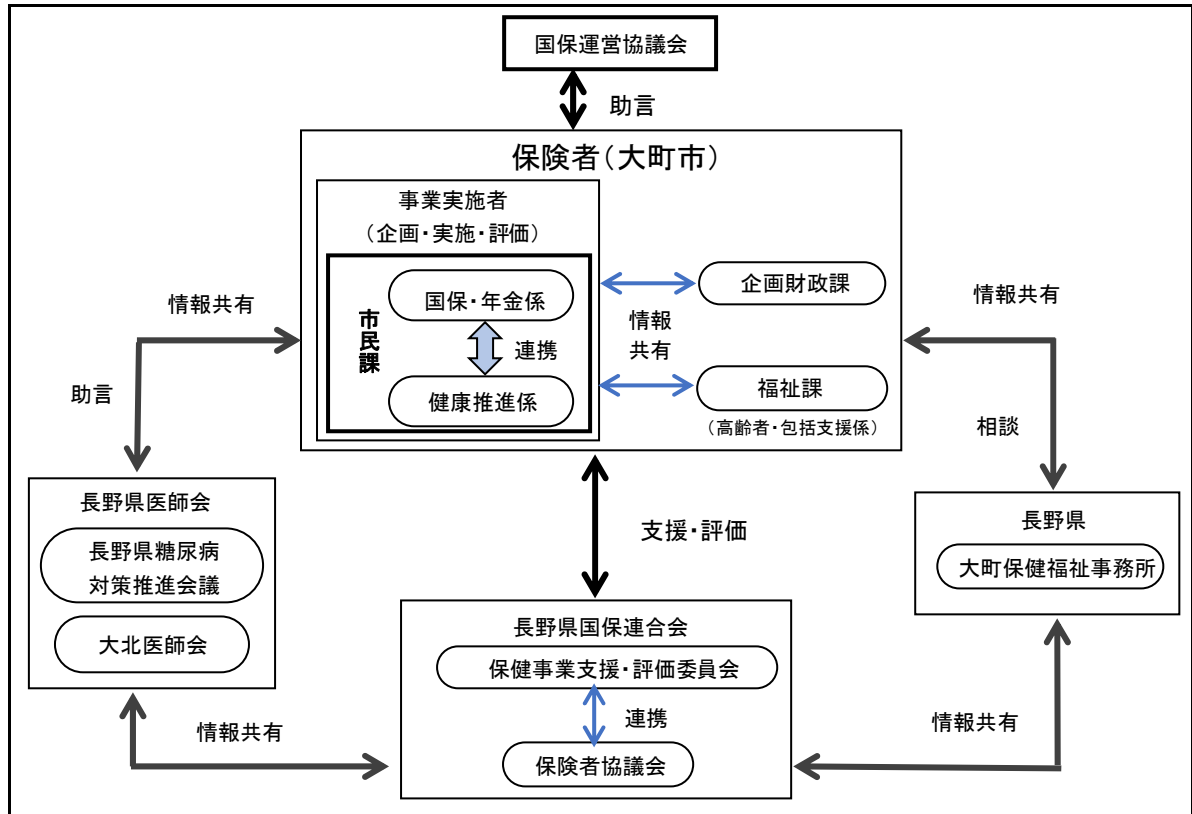 国保運営協議会
助言
保険者（大町市）
事業実施者
（企画・実施・評価）
市民課
国保・年金係
連携
健康推進係
情報
共有
企画財政課
福祉課
（高齢者・包括支援係）
情報共有
助言
情報共有
相談
長野県医師会
長野県糖尿病
対策推進会議
大北医師会
支援・評価
長野県
大町保健福祉事務所
長野県国保連合会
保健事業支援・評価委員会
連携
保険者協議会
情報共有
情報共有